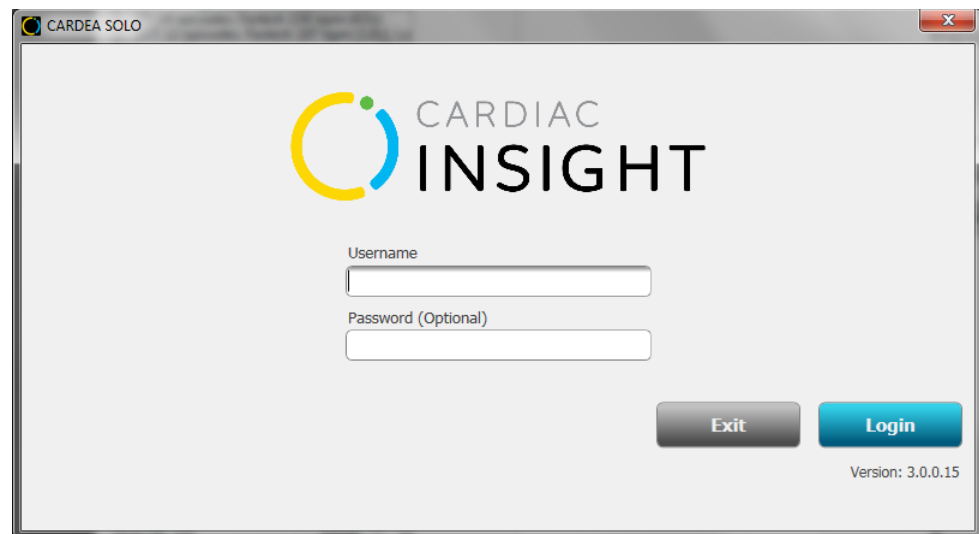 CARDEA SOLO
CARDIAC
INSIGHT
Username
Password (Optional)
Exit
Login
Version: 3.0.0.15